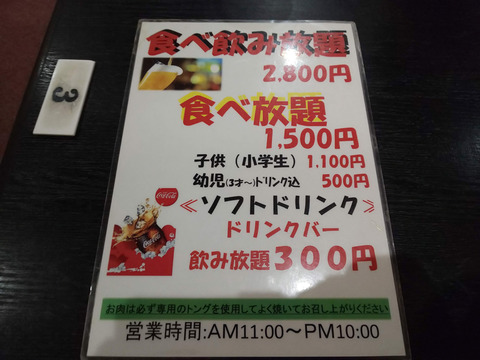 食べ飲み放題
2,800円
食べ放題
1,500円
子供（小学生）1,100円
幼児(3才～)ドリンク込 500円
≪ソフトドリンク≫
ドリンクバー
飲み放題３００円
お肉は必ず専用のトングを使用してよく焼いてお召し上がりください
営業時間:AM11:00～PM10:00
3
Coca-Cola
Coca-Cola